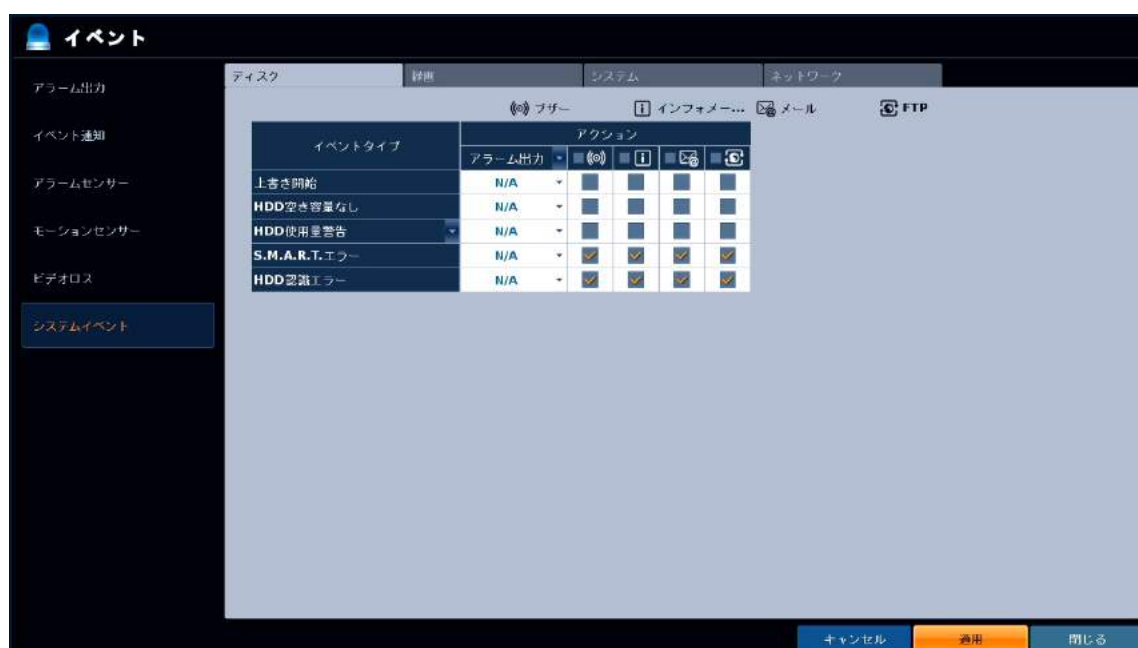 イベント
アラーム出力
イベント通知
アラームセンサー
モーションセンサー
ビデオロス
システムイベント
ディスク 録画 システム ネットワーク
ブザー インフォメー... メール FTP
イベントタイプ アクション
アラーム出力
上書き開始 N/A
HDD空き容量なし N/A
HDD使用量警告 N/A
S.M.A.R.T.エラー N/A
HDD認識エラー N/A
キャンセル 適用 閉じる